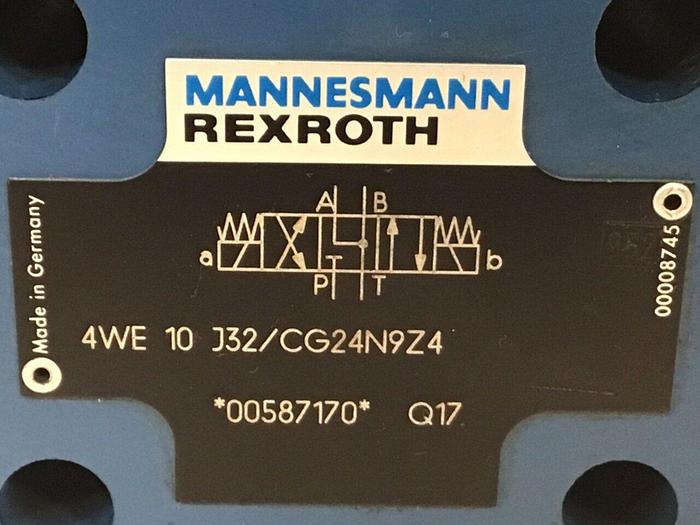 MANNESMANN
REXROTH
A B
a b
P T
4WE 10 J32/CG24N9Z4
*00587170* Q17
Made in Germany
00008745